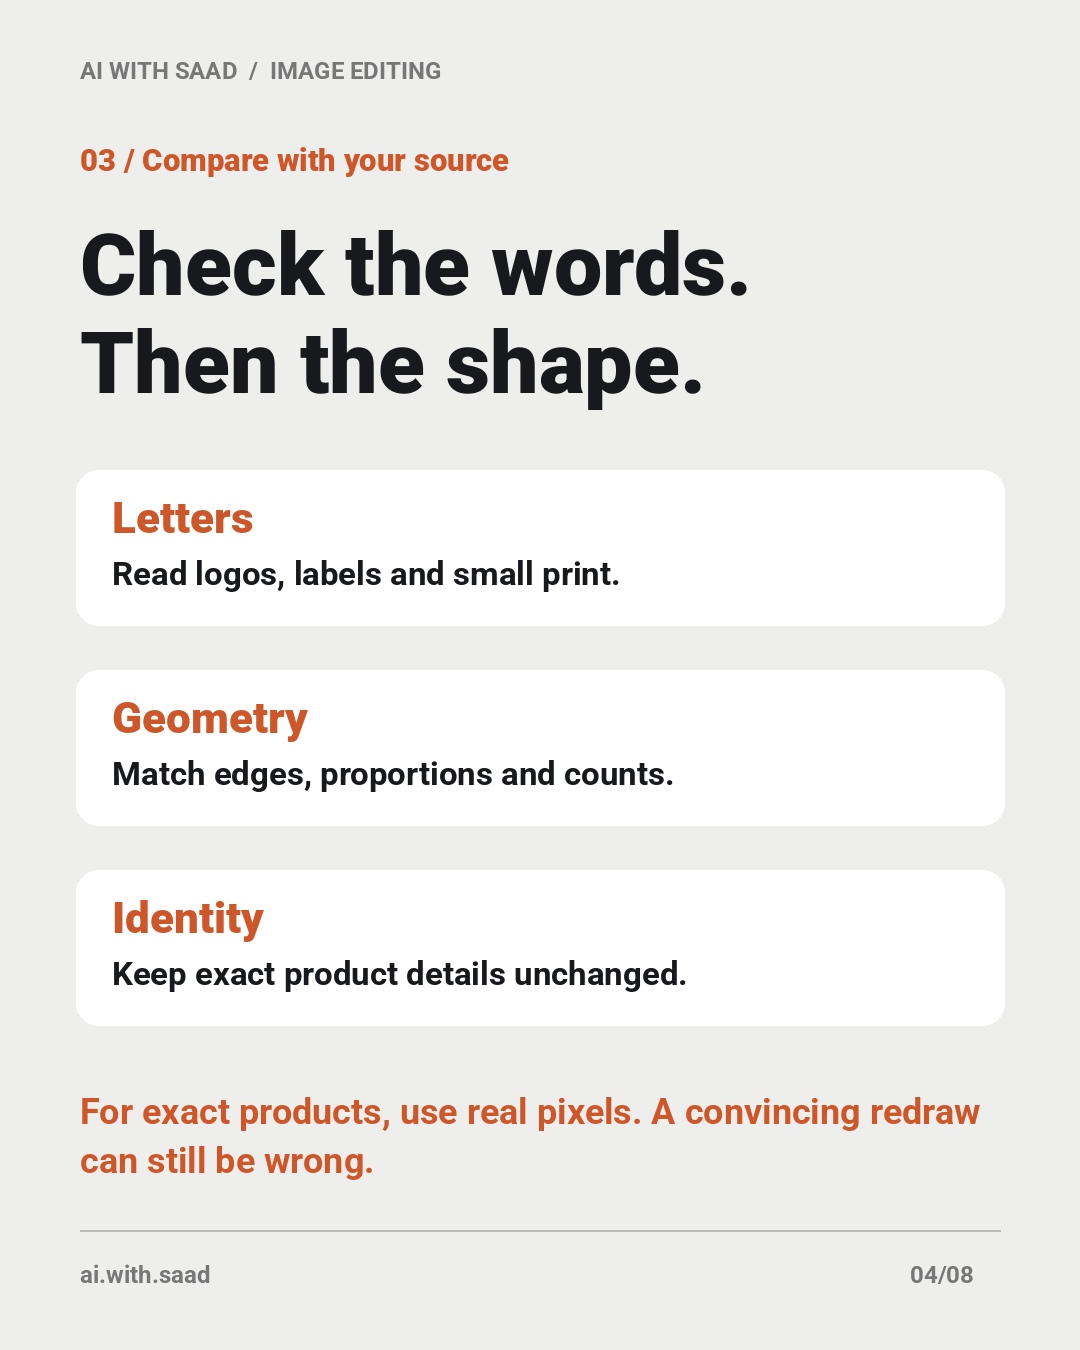 AI WITH SAAD / IMAGE EDITING
03 / Compare with your source
Check the words.
Then the shape.
Letters
Read logos, labels and small print.
Geometry
Match edges, proportions and counts.
Identity
Keep exact product details unchanged.
For exact products, use real pixels. A convincing redraw
can still be wrong.
ai.with.saad
04/08